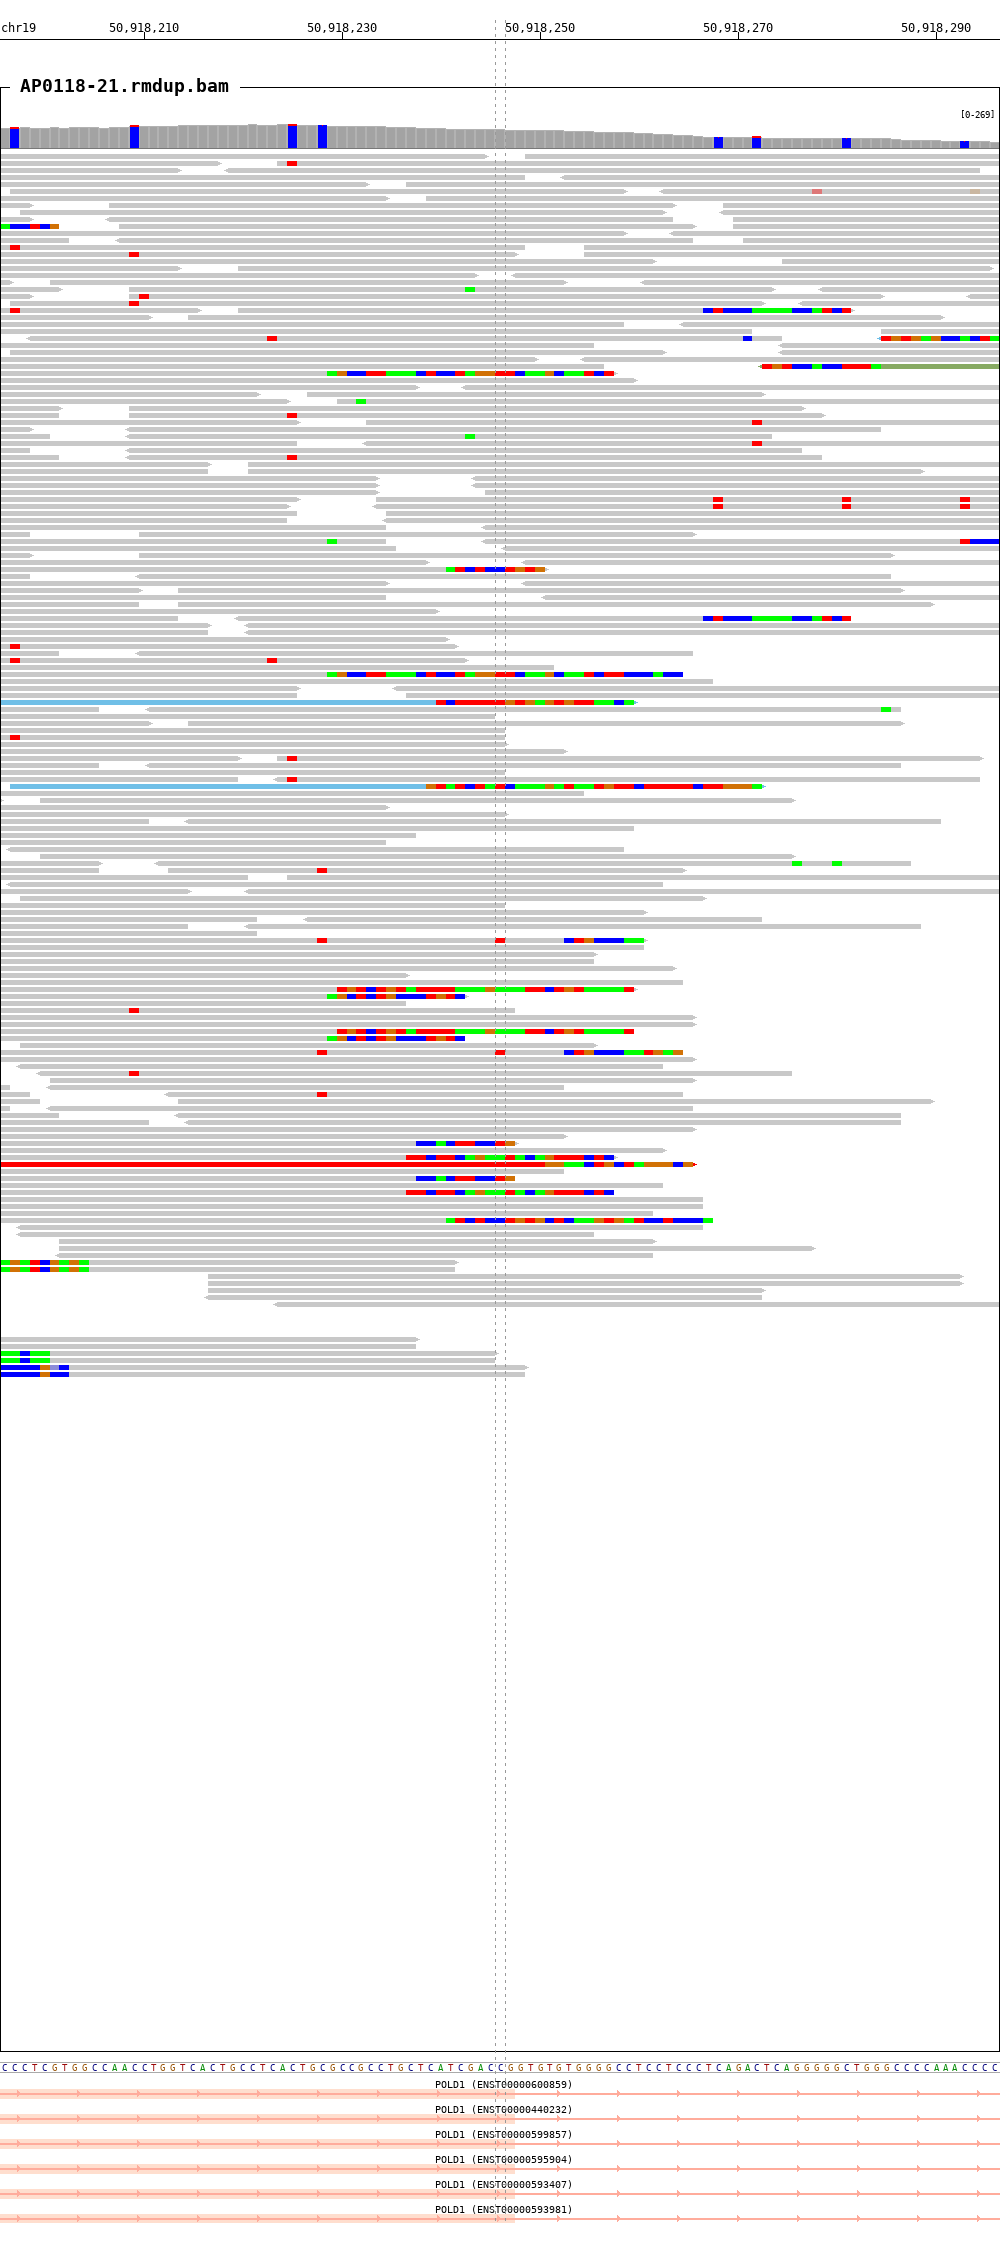 chr19 50,918,210 50,918,230 50,918,250 50,918,270 50,918,290
AP0118-21.rmdup.bam
[0-269]
C C C T C G T G G C C A A C C T G G T C A C T G C C T C A C T G C G C C G C C T G C T C A T C G A C C G G T G T G T G G G G C C T C C T C C C T C A G A C T C A G G G G G C T G G G C C C C A A A C C C C
POLD1 (ENST00000600859)
POLD1 (ENST00000440232)
POLD1 (ENST00000599857)
POLD1 (ENST00000595904)
POLD1 (ENST00000593407)
POLD1 (ENST00000593981)